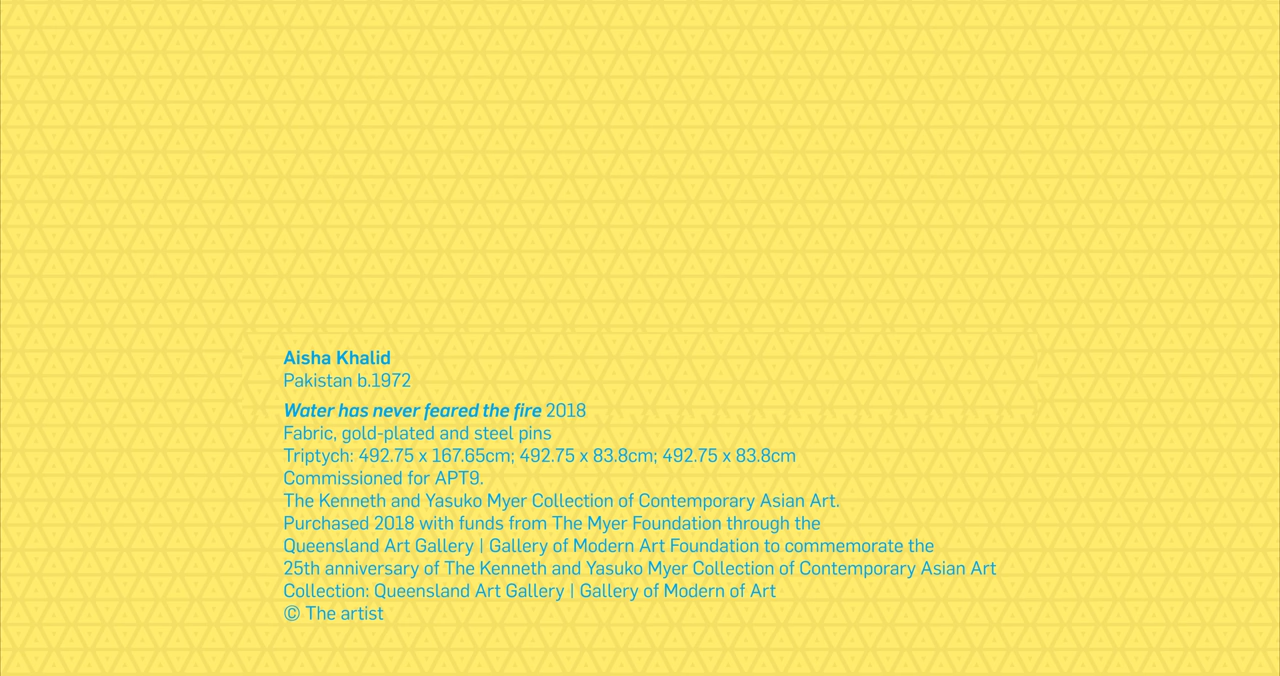 Aisha Khalid
Pakistan b.1972
Water has never feared the fire 2018
Fabric, gold-plated and steel pins
Triptych: 492.75 x 167.65cm; 492.75 x 83.8cm; 492.75 x 83.8cm
Commissioned for APT9.
The Kenneth and Yasuko Myer Collection of Contemporary Asian Art.
Purchased 2018 with funds from The Myer Foundation through the
Queensland Art Gallery | Gallery of Modern Art Foundation to commemorate the
25th anniversary of The Kenneth and Yasuko Myer Collection of Contemporary Asian Art
Collection: Queensland Art Gallery | Gallery of Modern of Art
© The artist